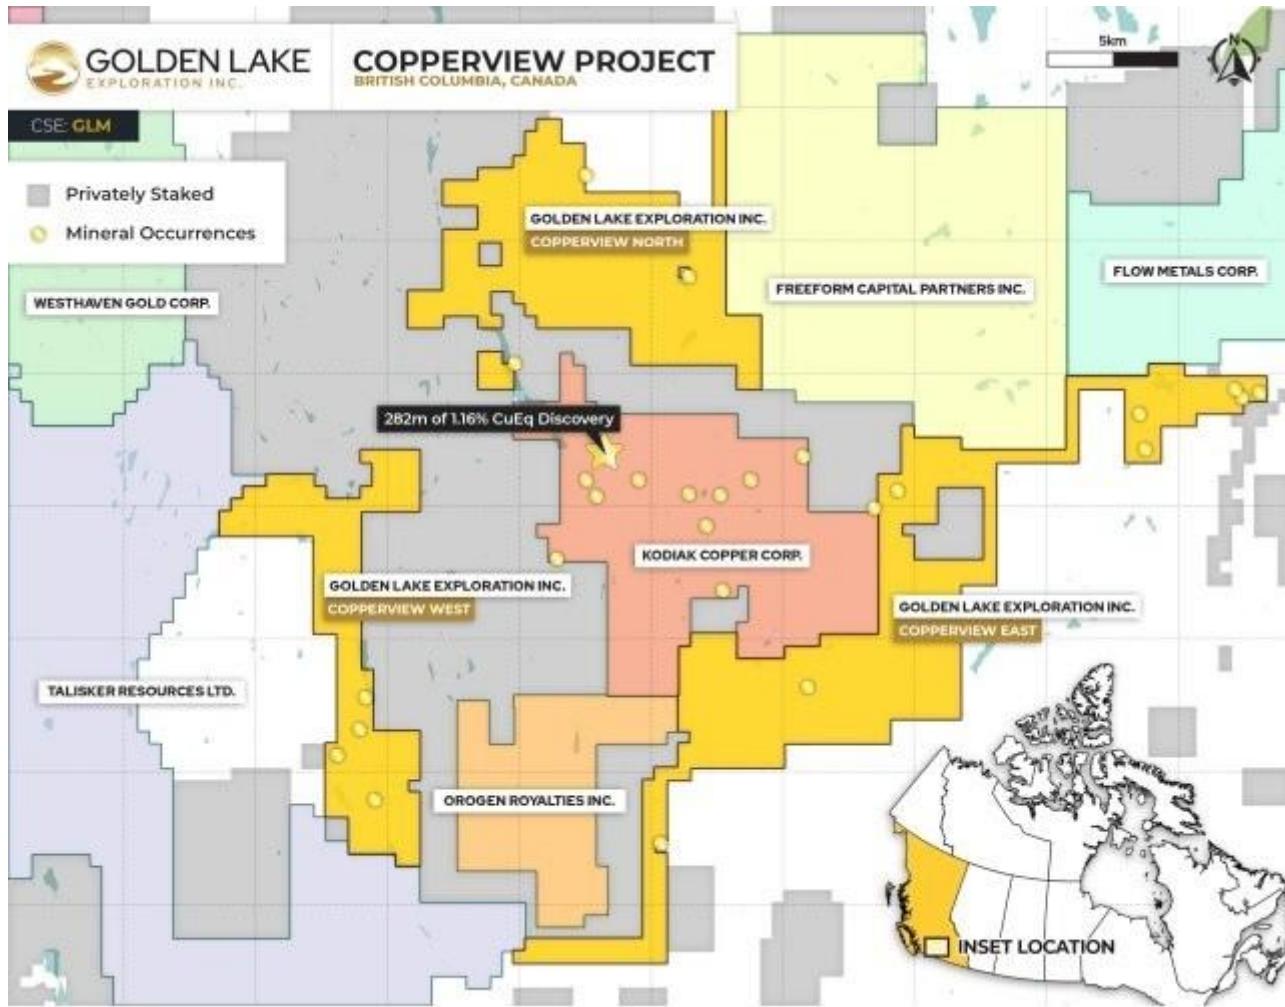 GOLDEN LAKE
EXPLORATION INC.
COPPERVIEW PROJECT
BRITISH COLUMBIA, CANADA
5km
N
CSE: GLM
Privately Staked
Mineral Occurrences
GOLDEN LAKE EXPLORATION INC.
COPPERVIEW NORTH
FLOW METALS CORP.
FREEFORM CAPITAL PARTNERS INC.
WESTHAVEN GOLD CORP.
282m of 1.16% CuEq Discovery
KODIAK COPPER CORP.
GOLDEN LAKE EXPLORATION INC.
COPPERVIEW WEST
GOLDEN LAKE EXPLORATION INC.
COPPERVIEW EAST
TALISKER RESOURCES LTD.
OROGEN ROYALTIES INC.
INSET LOCATION